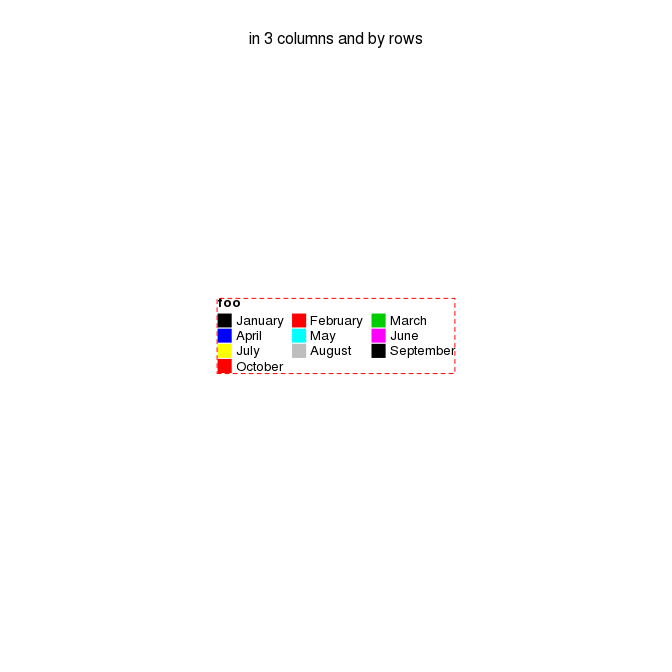 in 3 columns and by rows
foo
January February March
April May June
July August September
October